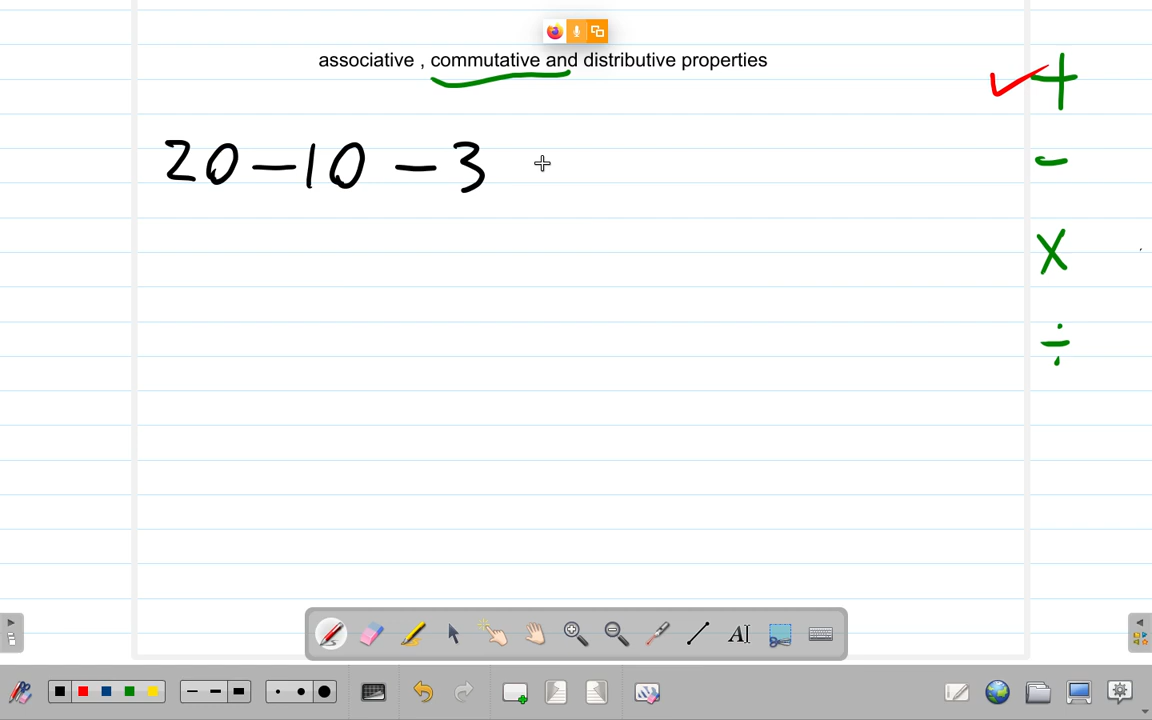 associative , commutative and distributive properties
20 - 10 - 3
+
-
X
÷